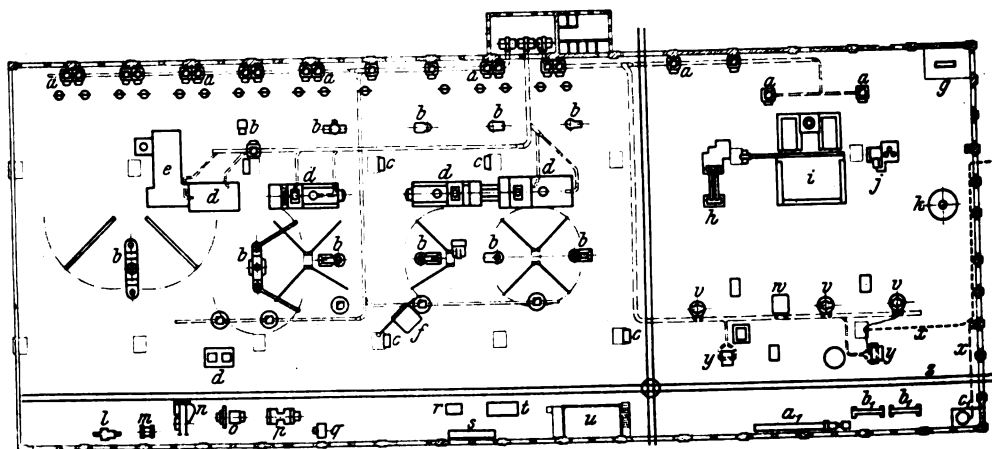 a a a a a a a a
g
b b b b b
c c
e d d d d i j
h k
b b b b b b
v w v v
f c c
y y x x
d z
l m n o p q r s t u a₁ b₁ b₁ c₁